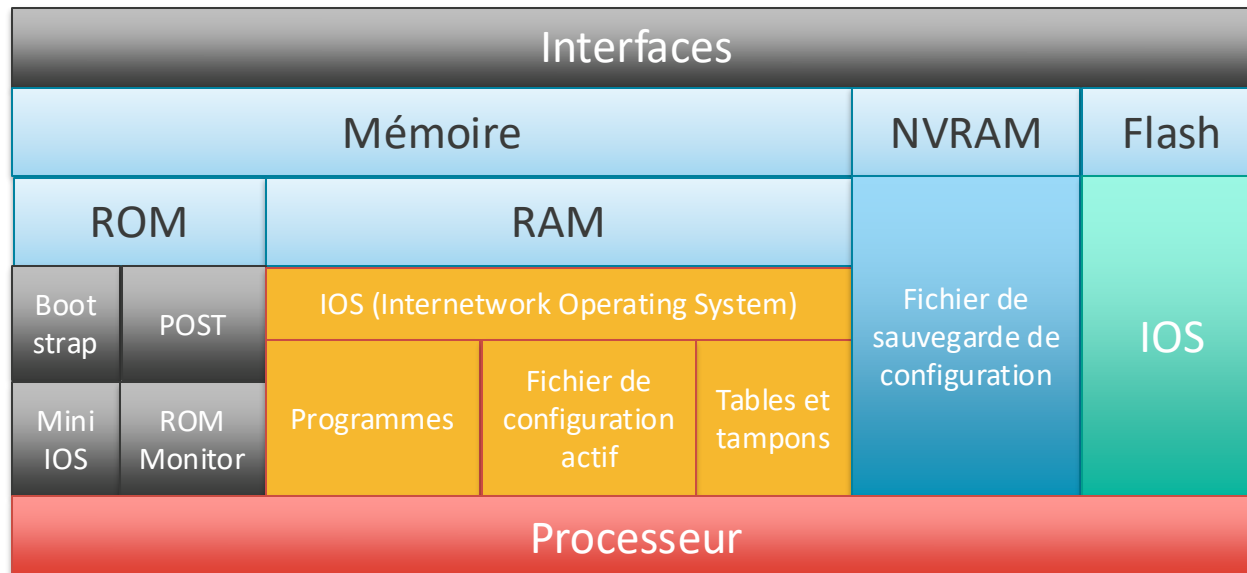 Interfaces
Mémoire
NVRAM
Flash
ROM
RAM
Boot
strap
POST
Mini
IOS
ROM
Monitor
IOS (Internetwork Operating System)
Programmes
Fichier de
configuration
actif
Tables et
tampons
Fichier de
sauvegarde de
configuration
IOS
Processeur